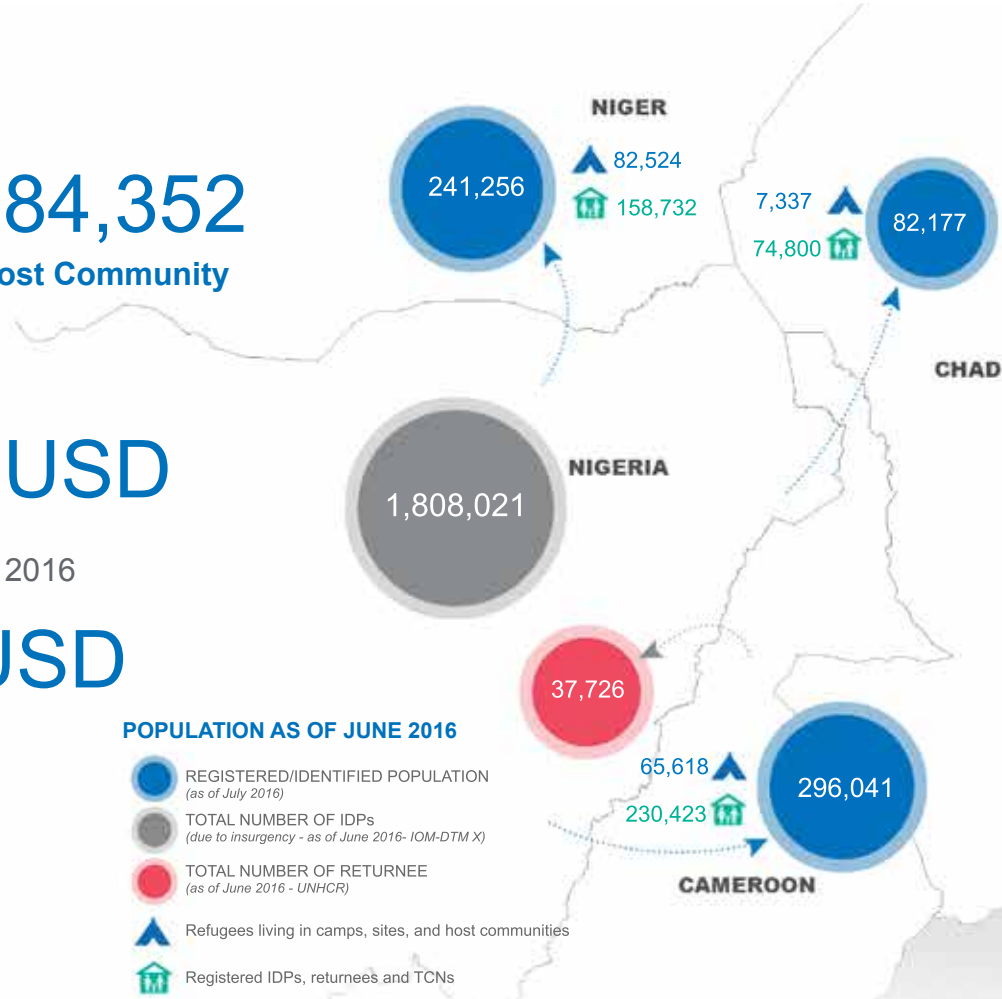 NIGER
82,524
241,256
158,732
7,337
82,177
74,800
84,352
ost Community
CHAD
USD
NIGERIA
1,808,021
2016
USD
37,726
POPULATION AS OF JUNE 2016
65,618
296,041
230,423
CAMEROON
REGISTERED/IDENTIFIED POPULATION
(as of July 2016)
TOTAL NUMBER OF IDPs
(due to insurgency - as of June 2016- IOM-DTM X)
TOTAL NUMBER OF RETURNEE
(as of June 2016 - UNHCR)
Refugees living in camps, sites, and host communities
Registered IDPs, returnees and TCNs